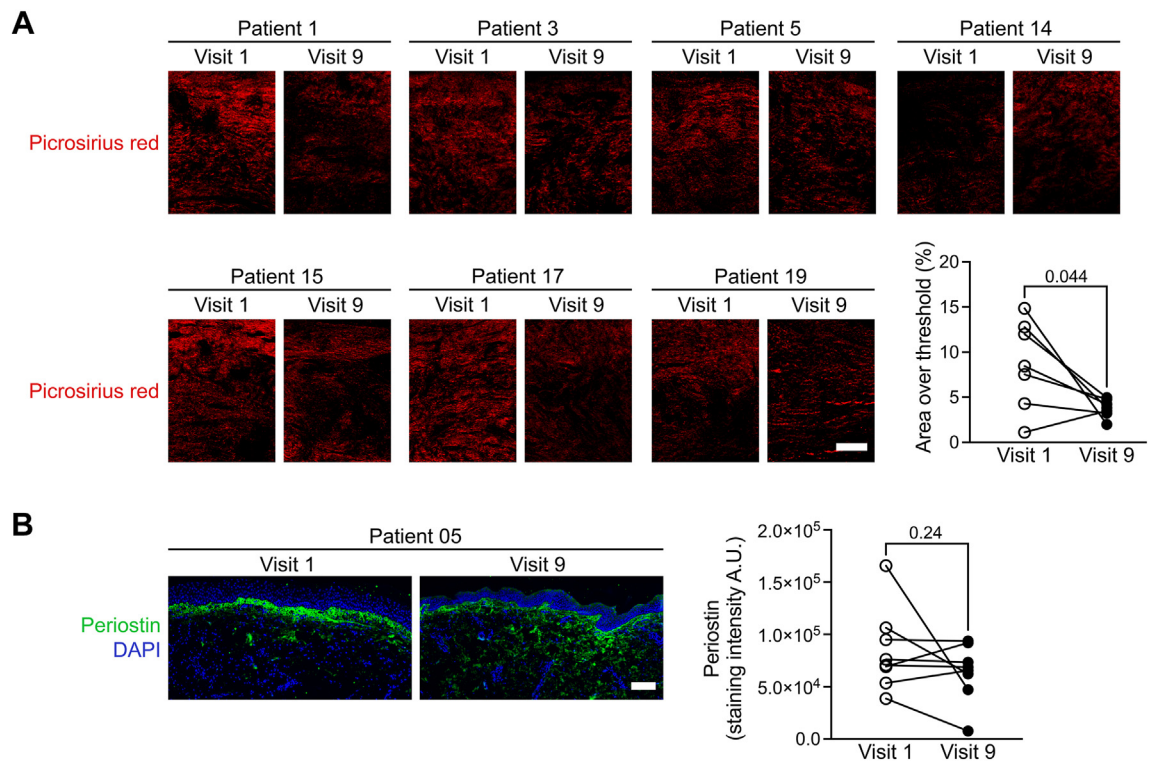 A
Patient 1 Patient 3 Patient 5 Patient 14
Visit 1 Visit 9 Visit 1 Visit 9 Visit 1 Visit 9 Visit 1 Visit 9
Picrosirius red
Patient 15 Patient 17 Patient 19
Visit 1 Visit 9 Visit 1 Visit 9 Visit 1 Visit 9
Picrosirius red
Area over threshold (%)
20
15
10
5
0
0.044
Visit 1 Visit 9
B
Patient 05
Visit 1 Visit 9
Periostin
DAPI
Periostin
(staining intensity A.U.)
2.0×10⁵
1.5×10⁵
1.0×10⁵
5.0×10⁴
0.0
0.24
Visit 1 Visit 9